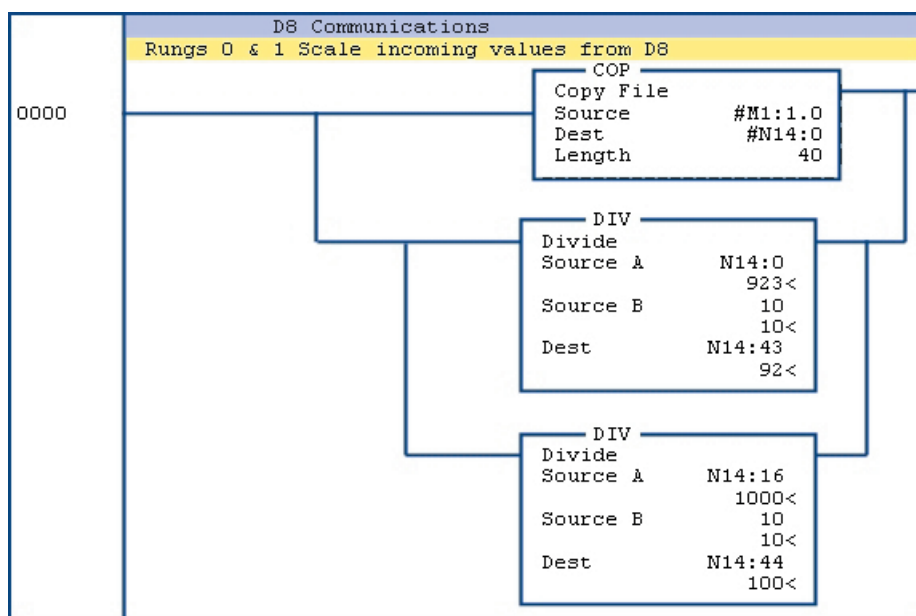 D8 Communications
Rungs 0 & 1 Scale incoming values from D8
0000
COP
Copy File
Source #M1:1.0
Dest #N14:0
Length 40
DIV
Divide
Source A N14:0
923<
Source B 10
10<
Dest N14:43
92<
DIV
Divide
Source A N14:16
1000<
Source B 10
10<
Dest N14:44
100<